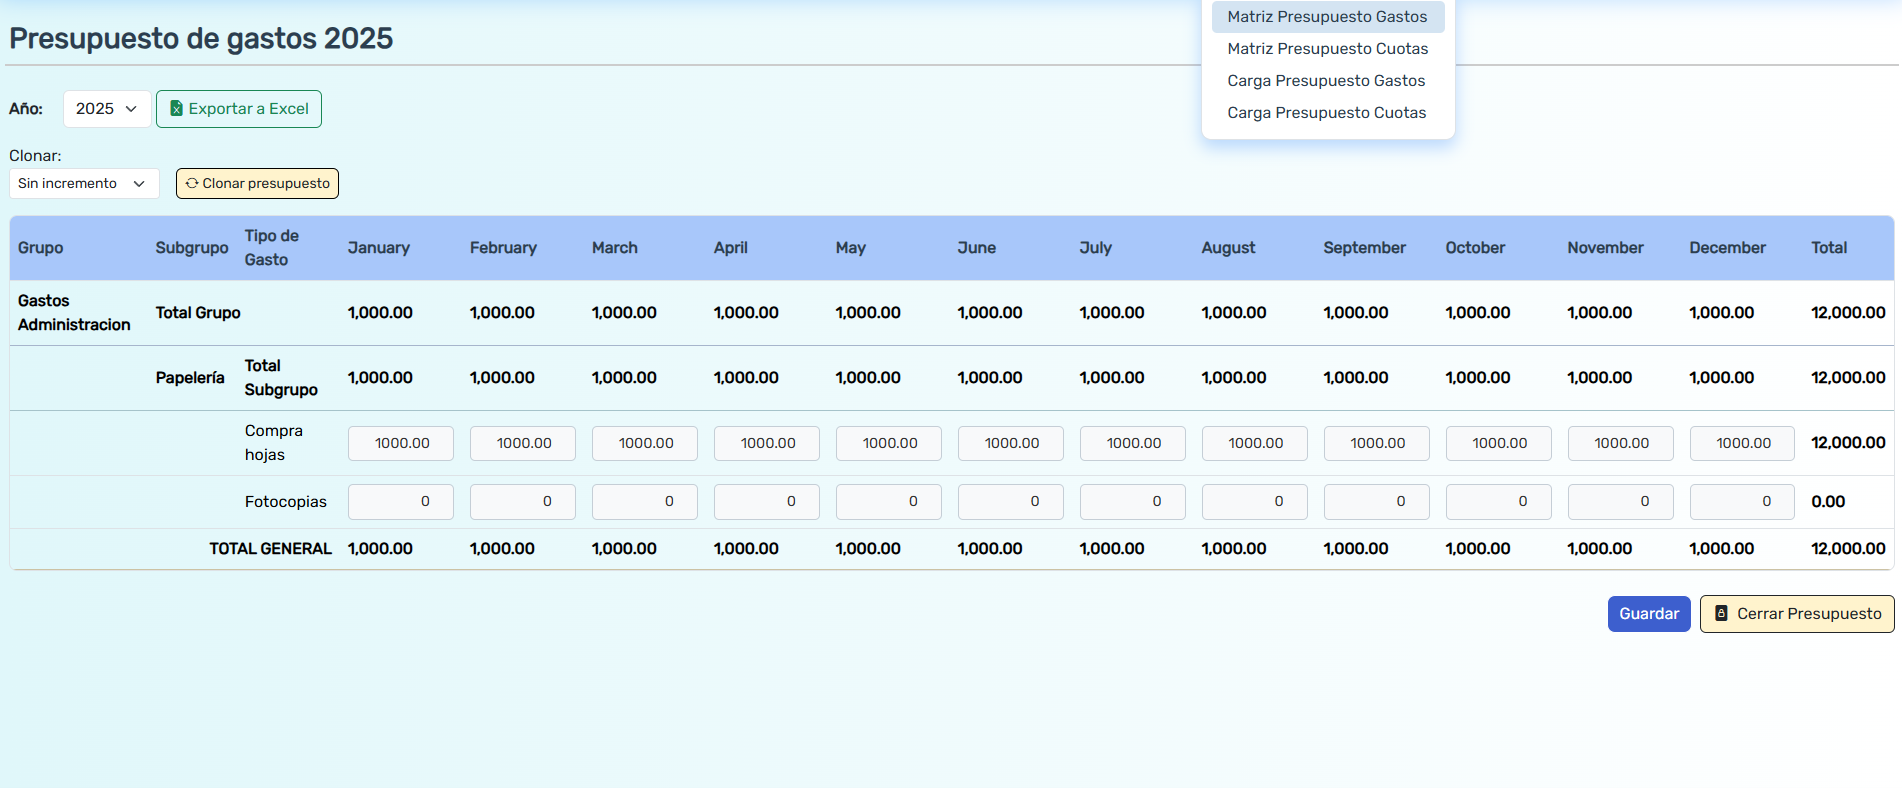 Matriz Presupuesto Gastos
Matriz Presupuesto Cuotas
Carga Presupuesto Gastos
Carga Presupuesto Cuotas
Presupuesto de gastos 2025
Año: 2025 Exportar a Excel
Clonar:
Sin incremento Clonar presupuesto
Grupo Subgrupo Tipo de Gasto January February March April May June July August September October November December Total
Gastos Administracion Total Grupo 1,000.00 1,000.00 1,000.00 1,000.00 1,000.00 1,000.00 1,000.00 1,000.00 1,000.00 1,000.00 1,000.00 1,000.00 12,000.00
Papelería Total Subgrupo 1,000.00 1,000.00 1,000.00 1,000.00 1,000.00 1,000.00 1,000.00 1,000.00 1,000.00 1,000.00 1,000.00 1,000.00 12,000.00
Compra hojas 1000.00 1000.00 1000.00 1000.00 1000.00 1000.00 1000.00 1000.00 1000.00 1000.00 1000.00 1000.00 12,000.00
Fotocopias 0 0 0 0 0 0 0 0 0 0 0 0 0.00
TOTAL GENERAL 1,000.00 1,000.00 1,000.00 1,000.00 1,000.00 1,000.00 1,000.00 1,000.00 1,000.00 1,000.00 1,000.00 1,000.00 12,000.00
Guardar Cerrar Presupuesto